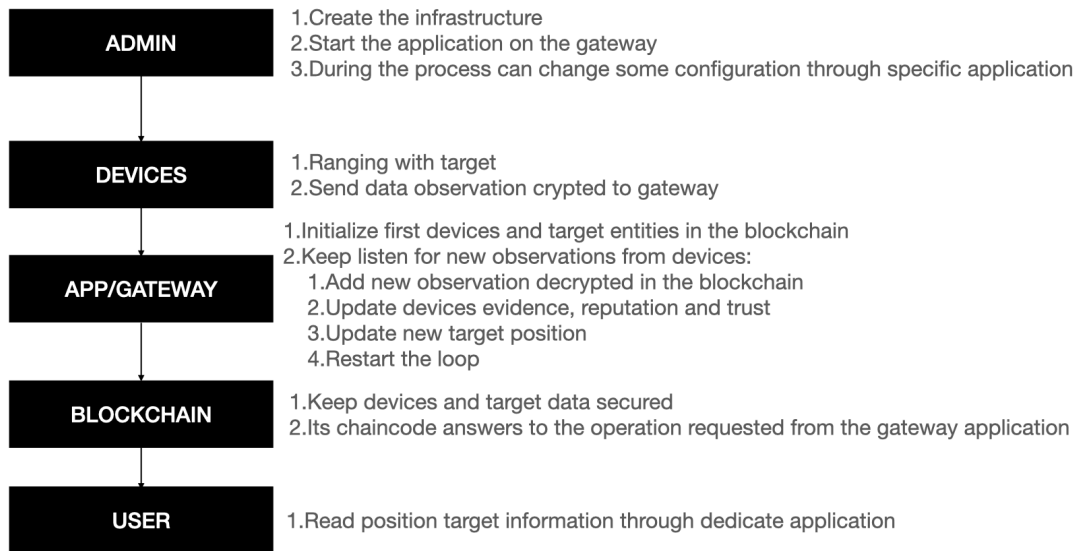 ADMIN
1.Create the infrastructure
2.Start the application on the gateway
3.During the process can change some configuration through specific application
DEVICES
1.Ranging with target
2.Send data observation crypted to gateway
APP/GATEWAY
1.Initialize first devices and target entities in the blockchain
2.Keep listen for new observations from devices:
1.Add new observation decrypted in the blockchain
2.Update devices evidence, reputation and trust
3.Update new target position
4.Restart the loop
BLOCKCHAIN
1.Keep devices and target data secured
2.Its chaincode answers to the operation requested from the gateway application
USER
1.Read position target information through dedicate application